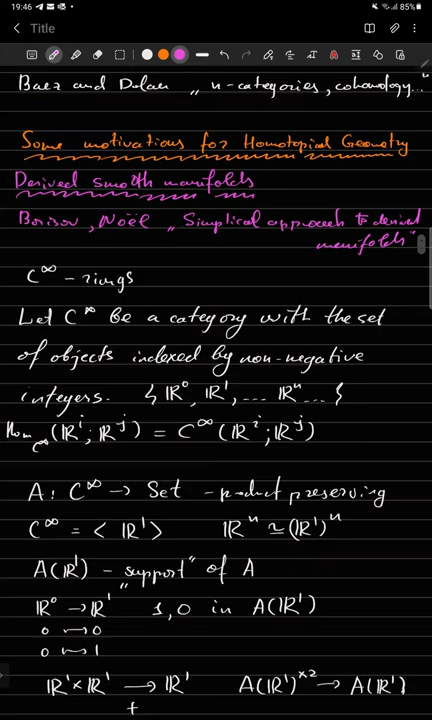 19:46
85%
Title
Baez and Dolan „n-categories, cohomology..."
Some motivations for Homotopical Geometry
Derived smooth manifolds
Borisov, Noël „Simplicial approach to derived
manifolds"
C^∞ - rings
Let C^∞ be a category with the set
of objects indexed by non-negative
integers. { ℝ⁰, ℝ¹, ... ℝⁿ ... }
Hom_{C^∞}(ℝⁱ; ℝʲ) = C^∞(ℝⁱ; ℝʲ)
A: C^∞ → Set - product preserving
C^∞ = < ℝ¹ > ℝⁿ ≃ (ℝ¹)ⁿ
A(ℝ¹) - „support" of A
ℝ⁰ → ℝ¹ 1, 0 in A(ℝ¹)
0 ↦ 0
0 ↦ 1
ℝ¹ × ℝ¹ → ℝ¹ A(ℝ¹)^{×2} → A(ℝ¹)
+